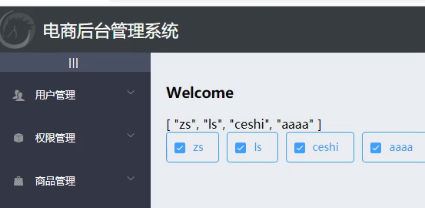 电商后台管理系统
|||
用户管理
权限管理
商品管理
Welcome
[ "zs", "ls", "ceshi", "aaaa" ]
zs ls ceshi aaaa